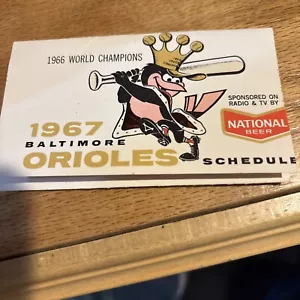 1966 WORLD CHAMPIONS
SPONSORED ON
RADIO & TV BY
NATIONAL
BEER
1967
BALTIMORE
ORIOLES SCHEDULE